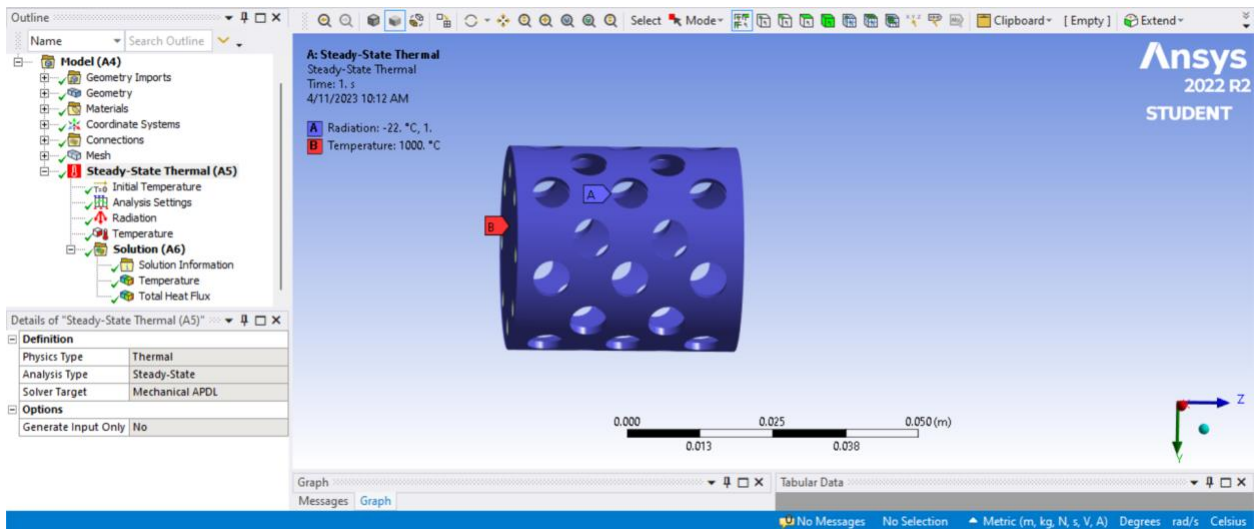 Outline
Name Search Outline
Model (A4)
Geometry Imports
Geometry
Materials
Coordinate Systems
Connections
Mesh
Steady-State Thermal (A5)
T=0 Initial Temperature
Analysis Settings
Radiation
Temperature
Solution (A6)
Solution Information
Temperature
Total Heat Flux
Details of "Steady-State Thermal (A5)"
Definition
Physics Type Thermal
Analysis Type Steady-State
Solver Target Mechanical APDL
Options
Generate Input Only No
Select Mode Clipboard [ Empty ] Extend
A: Steady-State Thermal
Steady-State Thermal
Time: 1. s
4/11/2023 10:12 AM
A Radiation: -22. °C, 1.
B Temperature: 1000. °C
Ansys
2022 R2
STUDENT
A
B
0.000 0.025 0.050 (m)
0.013 0.038
Z
Y
Graph
Messages Graph
Tabular Data
No Messages No Selection Metric (m, kg, N, s, V, A) Degrees rad/s Celsius